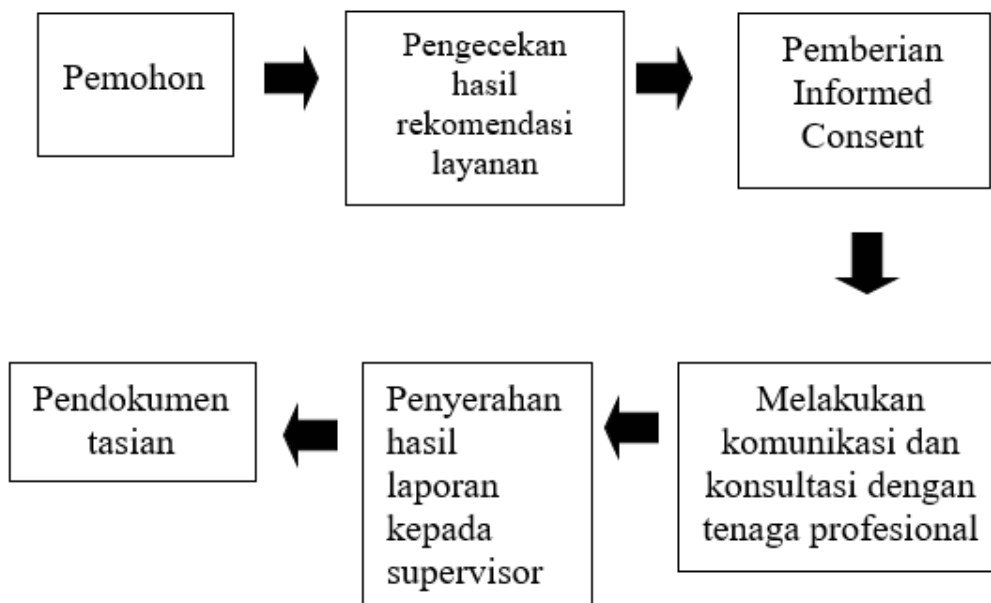 Pemohon
Pengecekan
hasil
rekomendasi
layanan
Pemberian
Informed
Consent
Melakukan
komunikasi dan
konsultasi dengan
tenaga profesional
Penyerahan
hasil
laporan
kepada
supervisor
Pendokumen
tasian